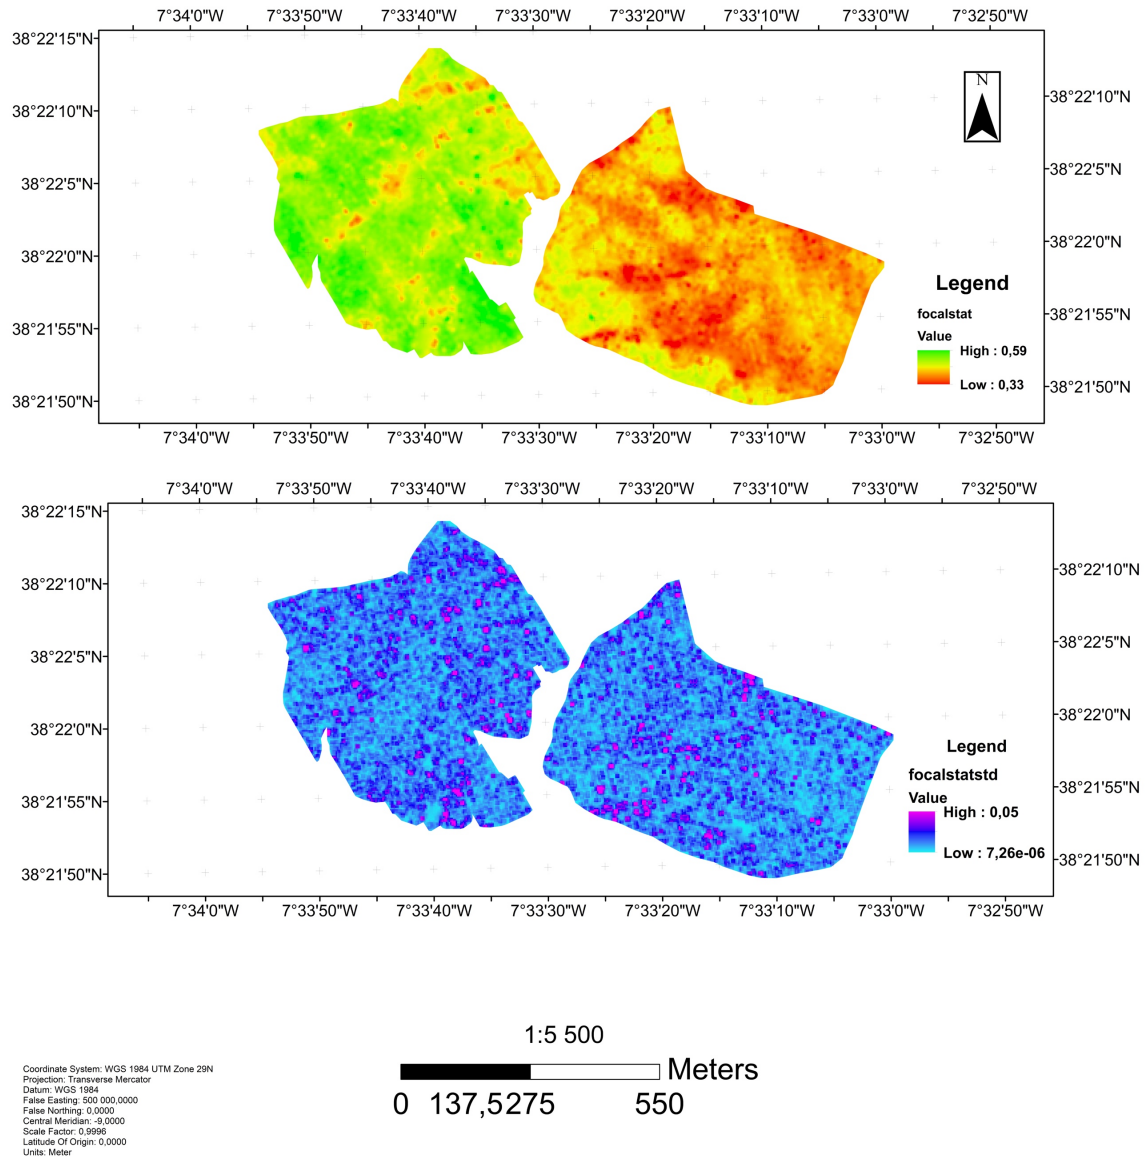 7°34'0"W 7°33'50"W 7°33'40"W 7°33'30"W 7°33'20"W 7°33'10"W 7°33'0"W 7°32'50"W
38°22'15"N
38°22'10"N 38°22'10"N
38°22'5"N 38°22'5"N
38°22'0"N 38°22'0"N
38°21'55"N 38°21'55"N
38°21'50"N 38°21'50"N
N
Legend
focalstat
Value
High : 0,59
Low : 0,33
7°34'0"W 7°33'50"W 7°33'40"W 7°33'30"W 7°33'20"W 7°33'10"W 7°33'0"W 7°32'50"W
7°34'0"W 7°33'50"W 7°33'40"W 7°33'30"W 7°33'20"W 7°33'10"W 7°33'0"W 7°32'50"W
38°22'15"N
38°22'10"N 38°22'10"N
38°22'5"N 38°22'5"N
38°22'0"N 38°22'0"N
38°21'55"N 38°21'55"N
38°21'50"N 38°21'50"N
Legend
focalstatstd
Value
High : 0,05
Low : 7,26e-06
7°34'0"W 7°33'50"W 7°33'40"W 7°33'30"W 7°33'20"W 7°33'10"W 7°33'0"W 7°32'50"W
1:5 500
Meters
0 137,5 275 550
Coordinate System: WGS 1984 UTM Zone 29N
Projection: Transverse Mercator
Datum: WGS 1984
False Easting: 500 000,0000
False Northing: 0,0000
Central Meridian: -9,0000
Scale Factor: 0,9996
Latitude Of Origin: 0,0000
Units: Meter